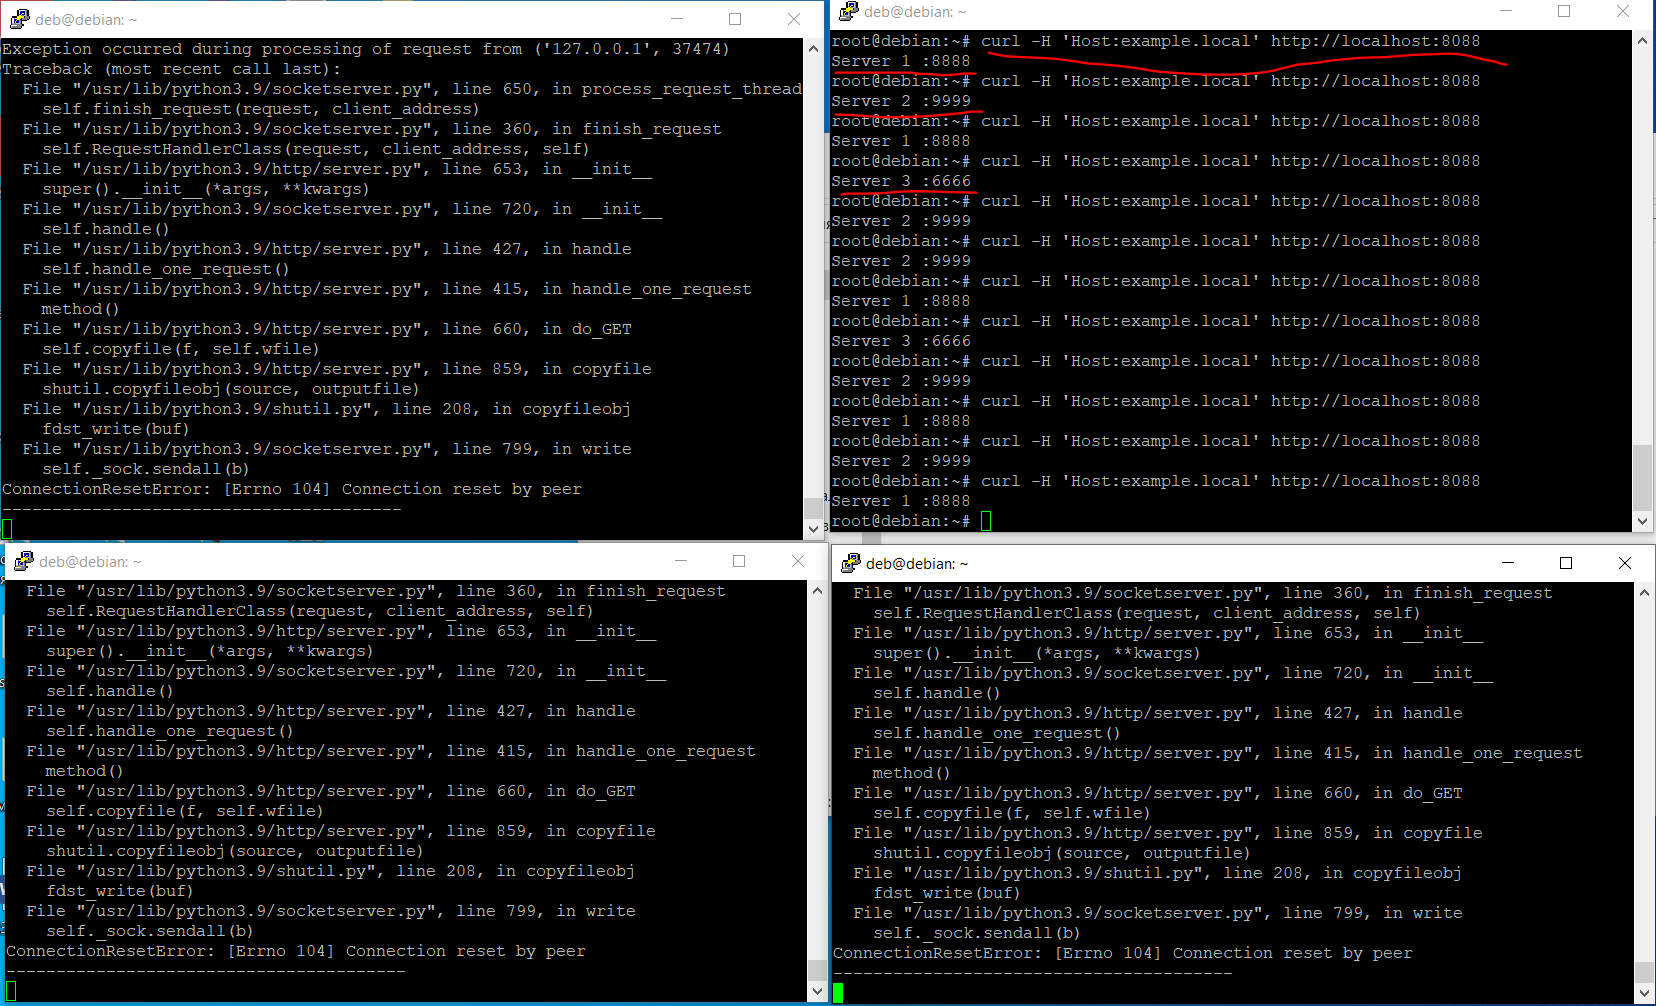 deb@debian: ~
Exception occurred during processing of request from ('127.0.0.1', 37474)
Traceback (most recent call last):
  File "/usr/lib/python3.9/socketserver.py", line 650, in process_request_thread
    self.finish_request(request, client_address)
  File "/usr/lib/python3.9/socketserver.py", line 360, in finish_request
    self.RequestHandlerClass(request, client_address, self)
  File "/usr/lib/python3.9/http/server.py", line 653, in __init__
    super().__init__(*args, **kwargs)
  File "/usr/lib/python3.9/socketserver.py", line 720, in __init__
    self.handle()
  File "/usr/lib/python3.9/http/server.py", line 427, in handle
    self.handle_one_request()
  File "/usr/lib/python3.9/http/server.py", line 415, in handle_one_request
    method()
  File "/usr/lib/python3.9/http/server.py", line 660, in do_GET
    self.copyfile(f, self.wfile)
  File "/usr/lib/python3.9/http/server.py", line 859, in copyfile
    shutil.copyfileobj(source, outputfile)
  File "/usr/lib/python3.9/shutil.py", line 208, in copyfileobj
    fdst_write(buf)
  File "/usr/lib/python3.9/socketserver.py", line 799, in write
    self._sock.sendall(b)
ConnectionResetError: [Errno 104] Connection reset by peer
----------------------------------------
deb@debian: ~
root@debian:~# curl -H 'Host:example.local' http://localhost:8088
Server 1 :8888
root@debian:~# curl -H 'Host:example.local' http://localhost:8088
Server 2 :9999
root@debian:~# curl -H 'Host:example.local' http://localhost:8088
Server 1 :8888
root@debian:~# curl -H 'Host:example.local' http://localhost:8088
Server 3 :6666
root@debian:~# curl -H 'Host:example.local' http://localhost:8088
Server 2 :9999
root@debian:~# curl -H 'Host:example.local' http://localhost:8088
Server 2 :9999
root@debian:~# curl -H 'Host:example.local' http://localhost:8088
Server 1 :8888
root@debian:~# curl -H 'Host:example.local' http://localhost:8088
Server 3 :6666
root@debian:~# curl -H 'Host:example.local' http://localhost:8088
Server 2 :9999
root@debian:~# curl -H 'Host:example.local' http://localhost:8088
Server 1 :8888
root@debian:~# curl -H 'Host:example.local' http://localhost:8088
Server 2 :9999
root@debian:~# curl -H 'Host:example.local' http://localhost:8088
Server 1 :8888
root@debian:~#
deb@debian: ~
  File "/usr/lib/python3.9/socketserver.py", line 360, in finish_request
    self.RequestHandlerClass(request, client_address, self)
  File "/usr/lib/python3.9/http/server.py", line 653, in __init__
    super().__init__(*args, **kwargs)
  File "/usr/lib/python3.9/socketserver.py", line 720, in __init__
    self.handle()
  File "/usr/lib/python3.9/http/server.py", line 427, in handle
    self.handle_one_request()
  File "/usr/lib/python3.9/http/server.py", line 415, in handle_one_request
    method()
  File "/usr/lib/python3.9/http/server.py", line 660, in do_GET
    self.copyfile(f, self.wfile)
  File "/usr/lib/python3.9/http/server.py", line 859, in copyfile
    shutil.copyfileobj(source, outputfile)
  File "/usr/lib/python3.9/shutil.py", line 208, in copyfileobj
    fdst_write(buf)
  File "/usr/lib/python3.9/socketserver.py", line 799, in write
    self._sock.sendall(b)
ConnectionResetError: [Errno 104] Connection reset by peer
----------------------------------------
deb@debian: ~
  File "/usr/lib/python3.9/socketserver.py", line 360, in finish_request
    self.RequestHandlerClass(request, client_address, self)
  File "/usr/lib/python3.9/http/server.py", line 653, in __init__
    super().__init__(*args, **kwargs)
  File "/usr/lib/python3.9/socketserver.py", line 720, in __init__
    self.handle()
  File "/usr/lib/python3.9/http/server.py", line 427, in handle
    self.handle_one_request()
  File "/usr/lib/python3.9/http/server.py", line 415, in handle_one_request
    method()
  File "/usr/lib/python3.9/http/server.py", line 660, in do_GET
    self.copyfile(f, self.wfile)
  File "/usr/lib/python3.9/http/server.py", line 859, in copyfile
    shutil.copyfileobj(source, outputfile)
  File "/usr/lib/python3.9/shutil.py", line 208, in copyfileobj
    fdst_write(buf)
  File "/usr/lib/python3.9/socketserver.py", line 799, in write
    self._sock.sendall(b)
ConnectionResetError: [Errno 104] Connection reset by peer
----------------------------------------